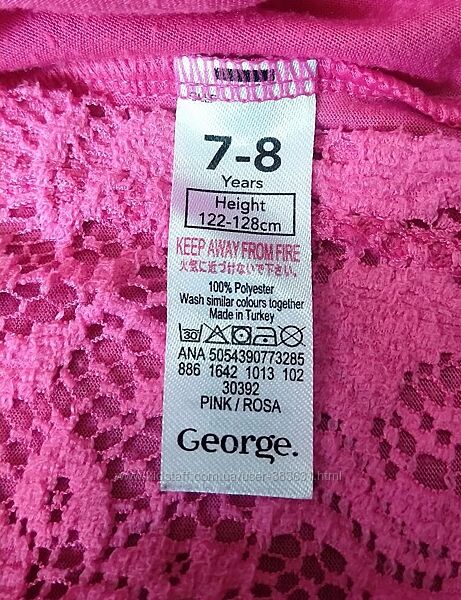 7-8
Years
Height
122-128cm
KEEP AWAY FROM FIRE
火気に近づけないで下さい。
100% Polyester
Wash similar colours together
Made in Turkey
30
ANA 5054390773285
886 1642 1013 102
30392
PINK / ROSA
George.